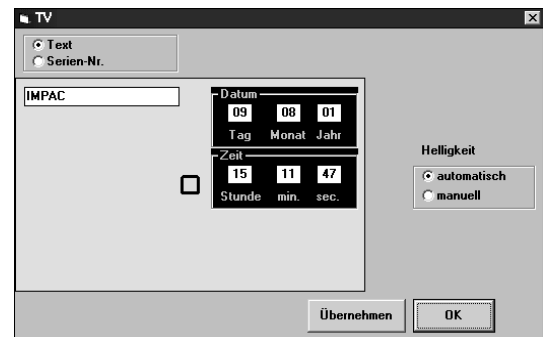 TV
Text
Serien-Nr.
IMPAC
Datum
09 08 01
Tag Monat Jahr
Zeit
15 11 47
Stunde min. sec.
Helligkeit
automatisch
manuell
Übernehmen OK